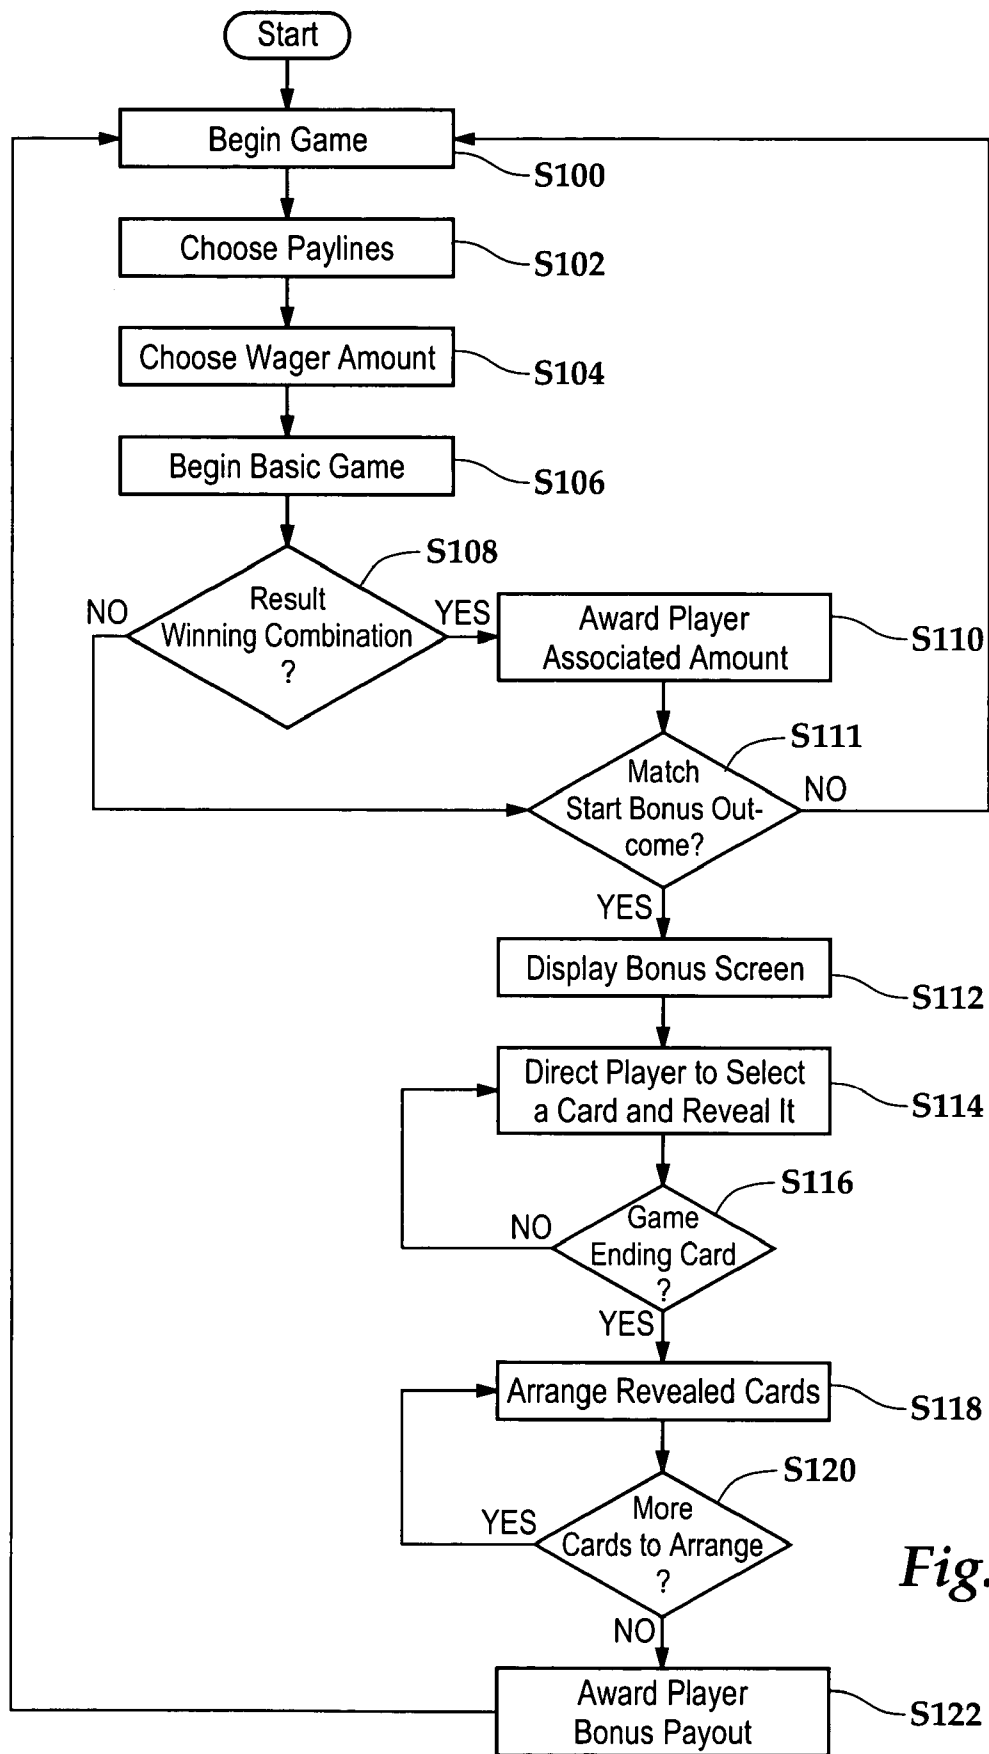 Start
Begin Game
S100
Choose Paylines
S102
Choose Wager Amount
S104
Begin Basic Game
S106
S108
Result
Winning Combination
?
NO
YES
Award Player
Associated Amount
S110
S111
Match
Start Bonus Out-
come?
NO
YES
Display Bonus Screen
S112
Direct Player to Select
a Card and Reveal It
S114
S116
Game
Ending Card
?
NO
YES
Arrange Revealed Cards
S118
S120
More
Cards to Arrange
?
YES
NO
Fig.
Award Player
Bonus Payout
S122